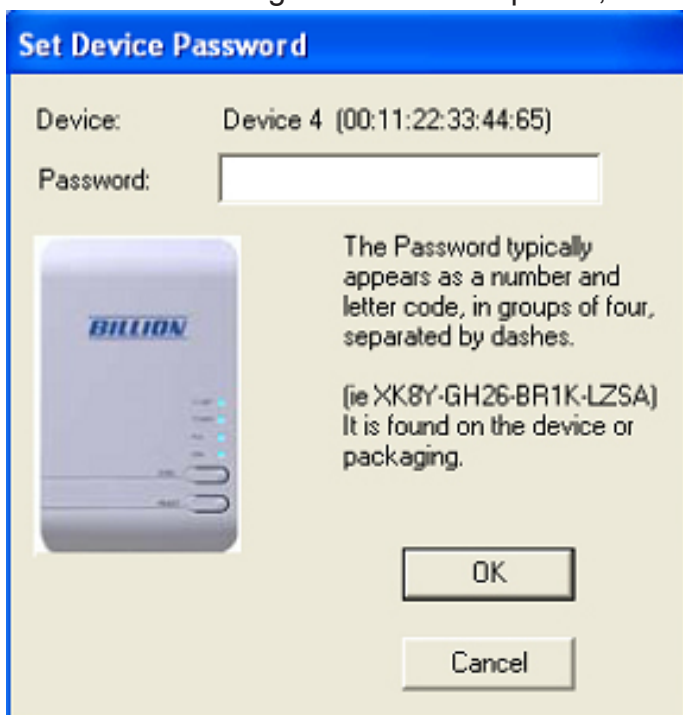 Set Device Password
Device: Device 4 (00:11:22:33:44:65)
Password:
The Password typically
appears as a number and
letter code, in groups of four,
separated by dashes.
(ie XK8Y-GH26-BR1K-LZSA)
It is found on the device or
packaging.
BILLION
OK
Cancel